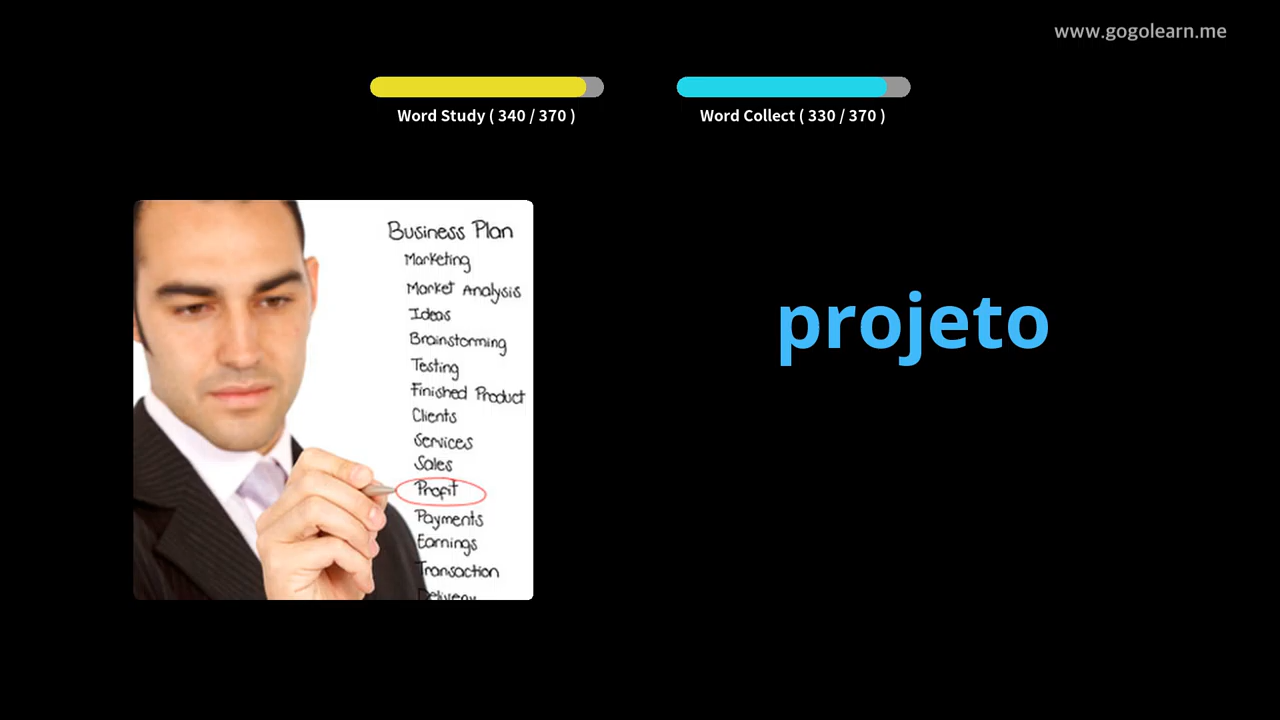 www.gogolearn.me
Word Study ( 340 / 370 )
Word Collect ( 330 / 370 )
Business Plan
Marketing
Market Analysis
Ideas
Brainstorming
Testing
Finished Product
Clients
Services
Sales
Profit
Payments
Earnings
Transaction
Delivery
projeto